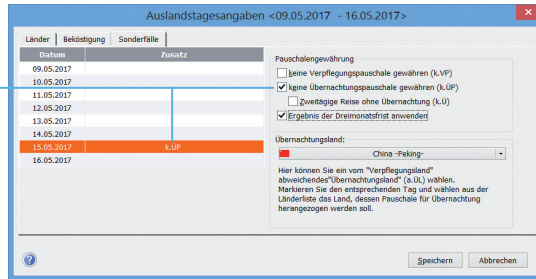 Auslandstagesangaben <09.05.2017 - 16.05.2017>
Länder Beköstigung Sonderfälle
Datum Zusatz
09.05.2017
10.05.2017
11.05.2017
12.05.2017
13.05.2017
14.05.2017
15.05.2017 k.ÜP
16.05.2017
Pauschalengewährung
keine Verpflegungspauschale gewähren (k.VP)
keine Übernachtungspauschale gewähren (k.ÜP)
Zweitägige Reise ohne Übernachtung (k.Ü)
Ergebnis der Dreimonatsfrist anwenden
Übernachtungsland:
China -Peking-
Hier können Sie ein vom "Verpflegungsland"
abweichendes"Übernachtungsland" (a.ÜL) wählen.
Markieren Sie den entsprechenden Tag und wählen aus der
Länderliste das Land, dessen Pauschale für Übernachtung
herangezogen werden soll.
Speichern Abbrechen